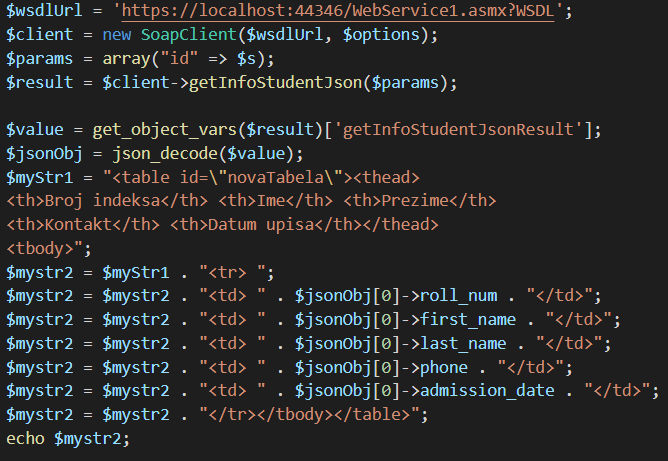 $wsdlUrl = 'https://localhost:44346/WebService1.asmx?WSDL';
$client = new SoapClient($wsdlUrl, $options);
$params = array("id" => $s);
$result = $client->getInfoStudentJson($params);
$value = get_object_vars($result)['getInfoStudentJsonResult'];
$jsonObj = json_decode($value);
$myStr1 = "<table id=\"novaTabela\"><thead>
<th>Broj indeksa</th> <th>Ime</th> <th>Prezime</th>
<th>Kontakt</th> <th>Datum upisa</th></thead>
<tbody>";
$mystr2 = $myStr1 . "<tr> ";
$mystr2 = $mystr2 . "<td> " . $jsonObj[0]->roll_num . "</td>";
$mystr2 = $mystr2 . "<td> " . $jsonObj[0]->first_name . "</td>";
$mystr2 = $mystr2 . "<td> " . $jsonObj[0]->last_name . "</td>";
$mystr2 = $mystr2 . "<td> " . $jsonObj[0]->phone . "</td>";
$mystr2 = $mystr2 . "<td> " . $jsonObj[0]->admission_date . "</td>";
$mystr2 = $mystr2 . "</tr></tbody></table>";
echo $mystr2;